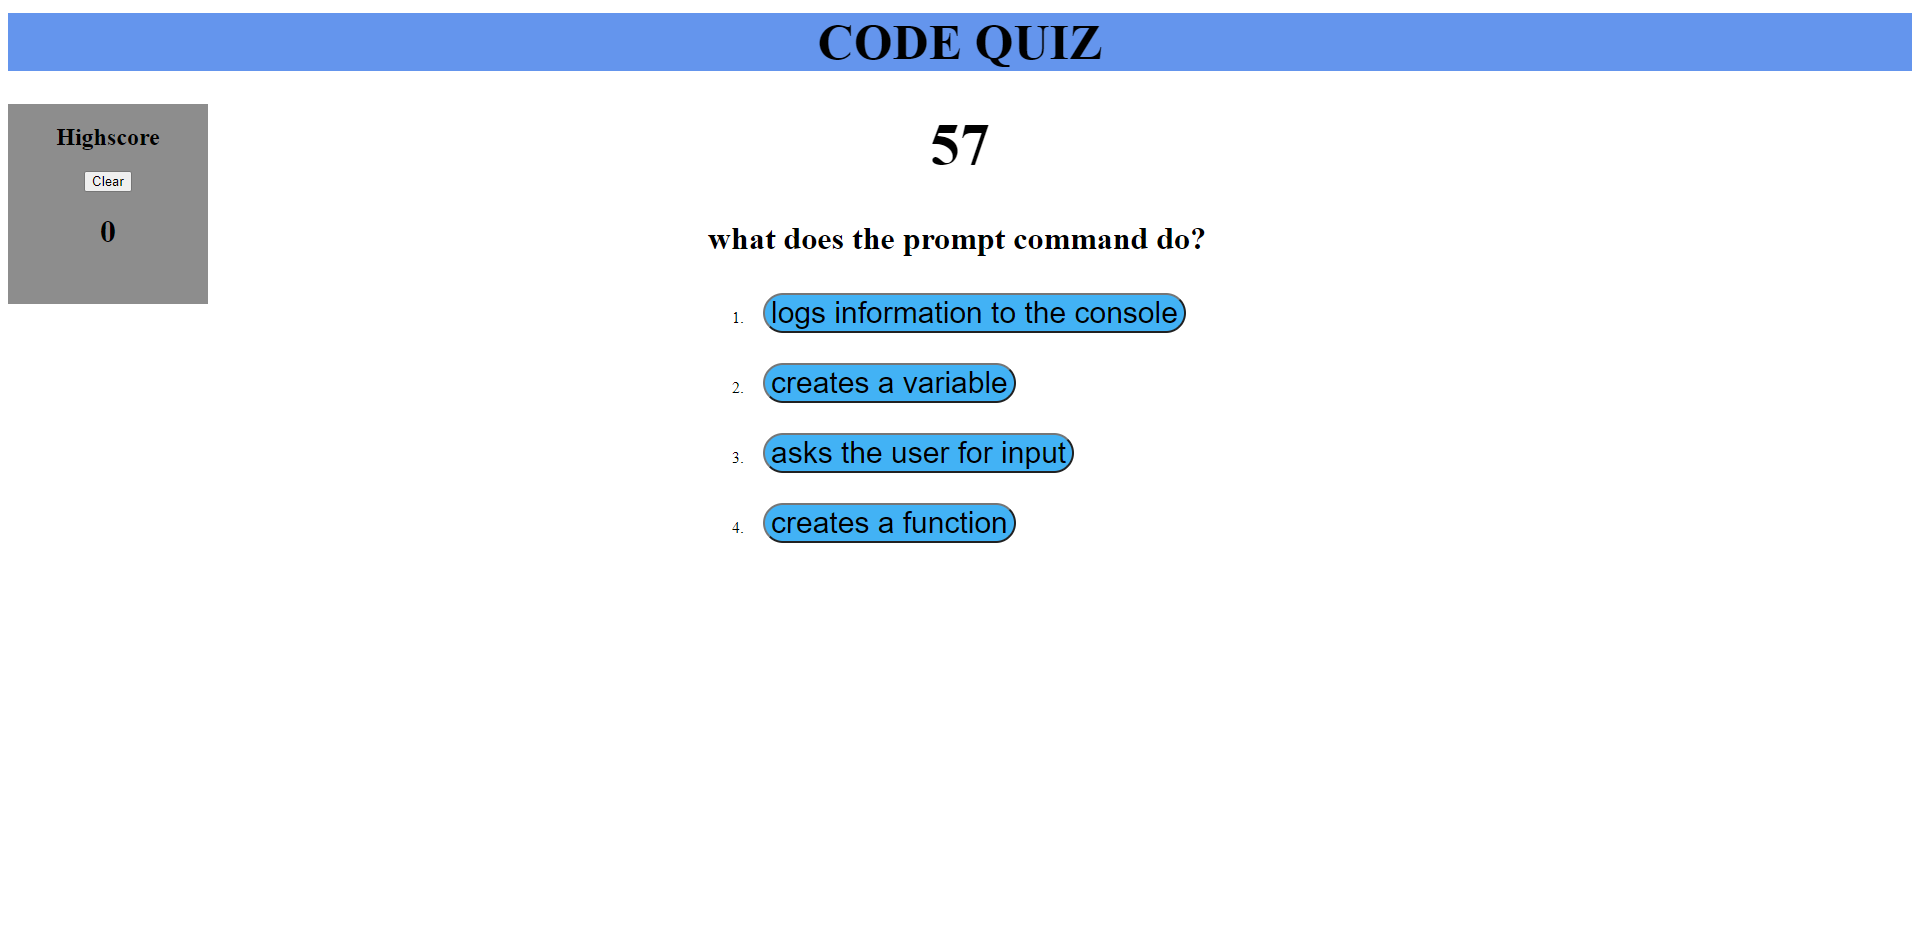 CODE QUIZ
Highscore
Clear
0
57
what does the prompt command do?
1. logs information to the console
2. creates a variable
3. asks the user for input
4. creates a function